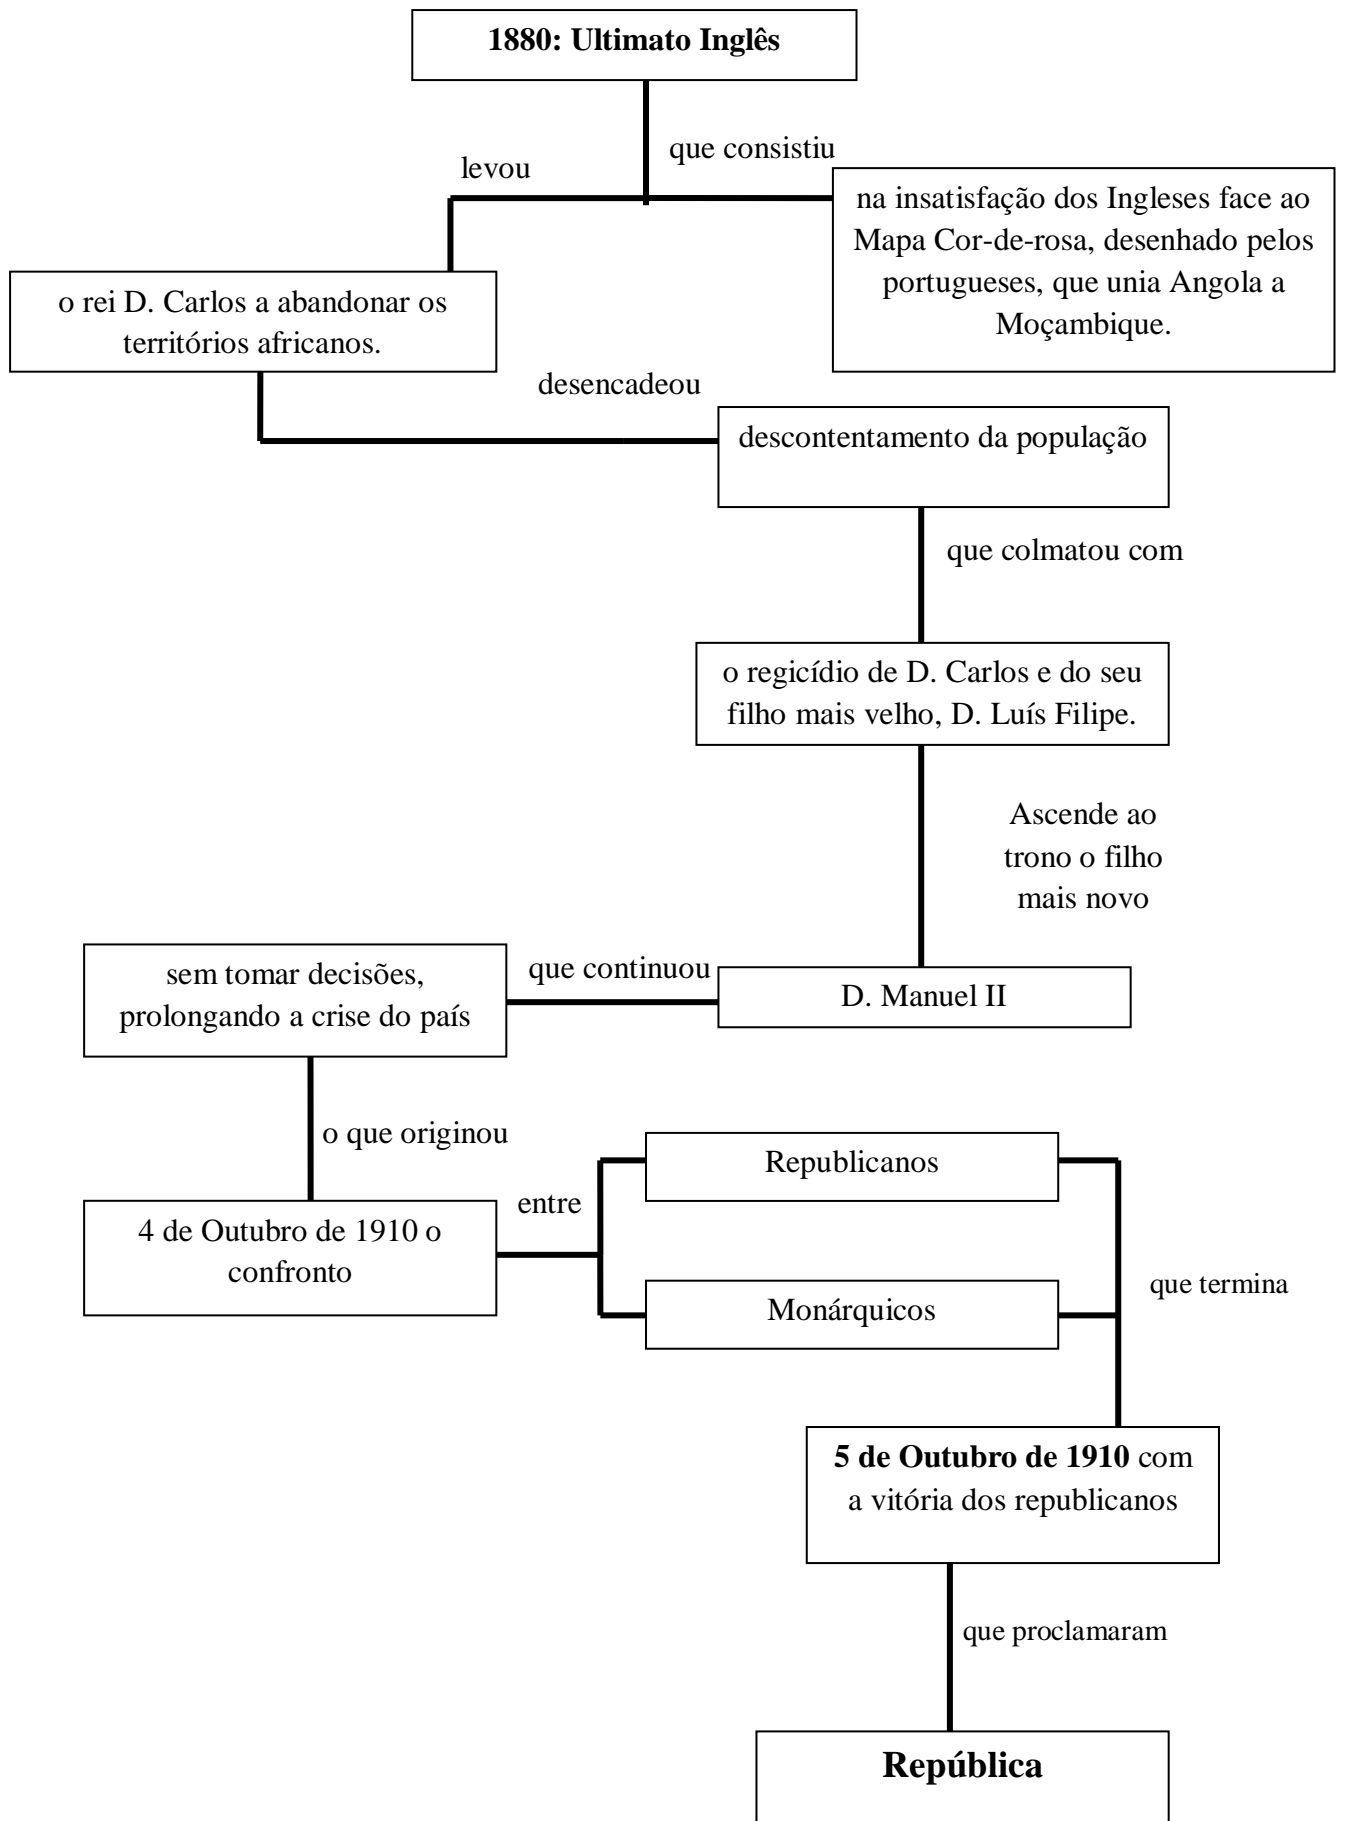 1880: Ultimato Inglês
levou
que consistiu
na insatisfação dos Ingleses face ao
Mapa Cor-de-rosa, desenhado pelos
portugueses, que unia Angola a
Moçambique.
o rei D. Carlos a abandonar os
territórios africanos.
desencadeou
descontentamento da população
que colmatou com
o regicídio de D. Carlos e do seu
filho mais velho, D. Luís Filipe.
Ascende ao
trono o filho
mais novo
D. Manuel II
que continuou
sem tomar decisões,
prolongando a crise do país
o que originou
4 de Outubro de 1910 o
confronto
entre
Republicanos
Monárquicos
que termina
5 de Outubro de 1910 com
a vitória dos republicanos
que proclamaram
República